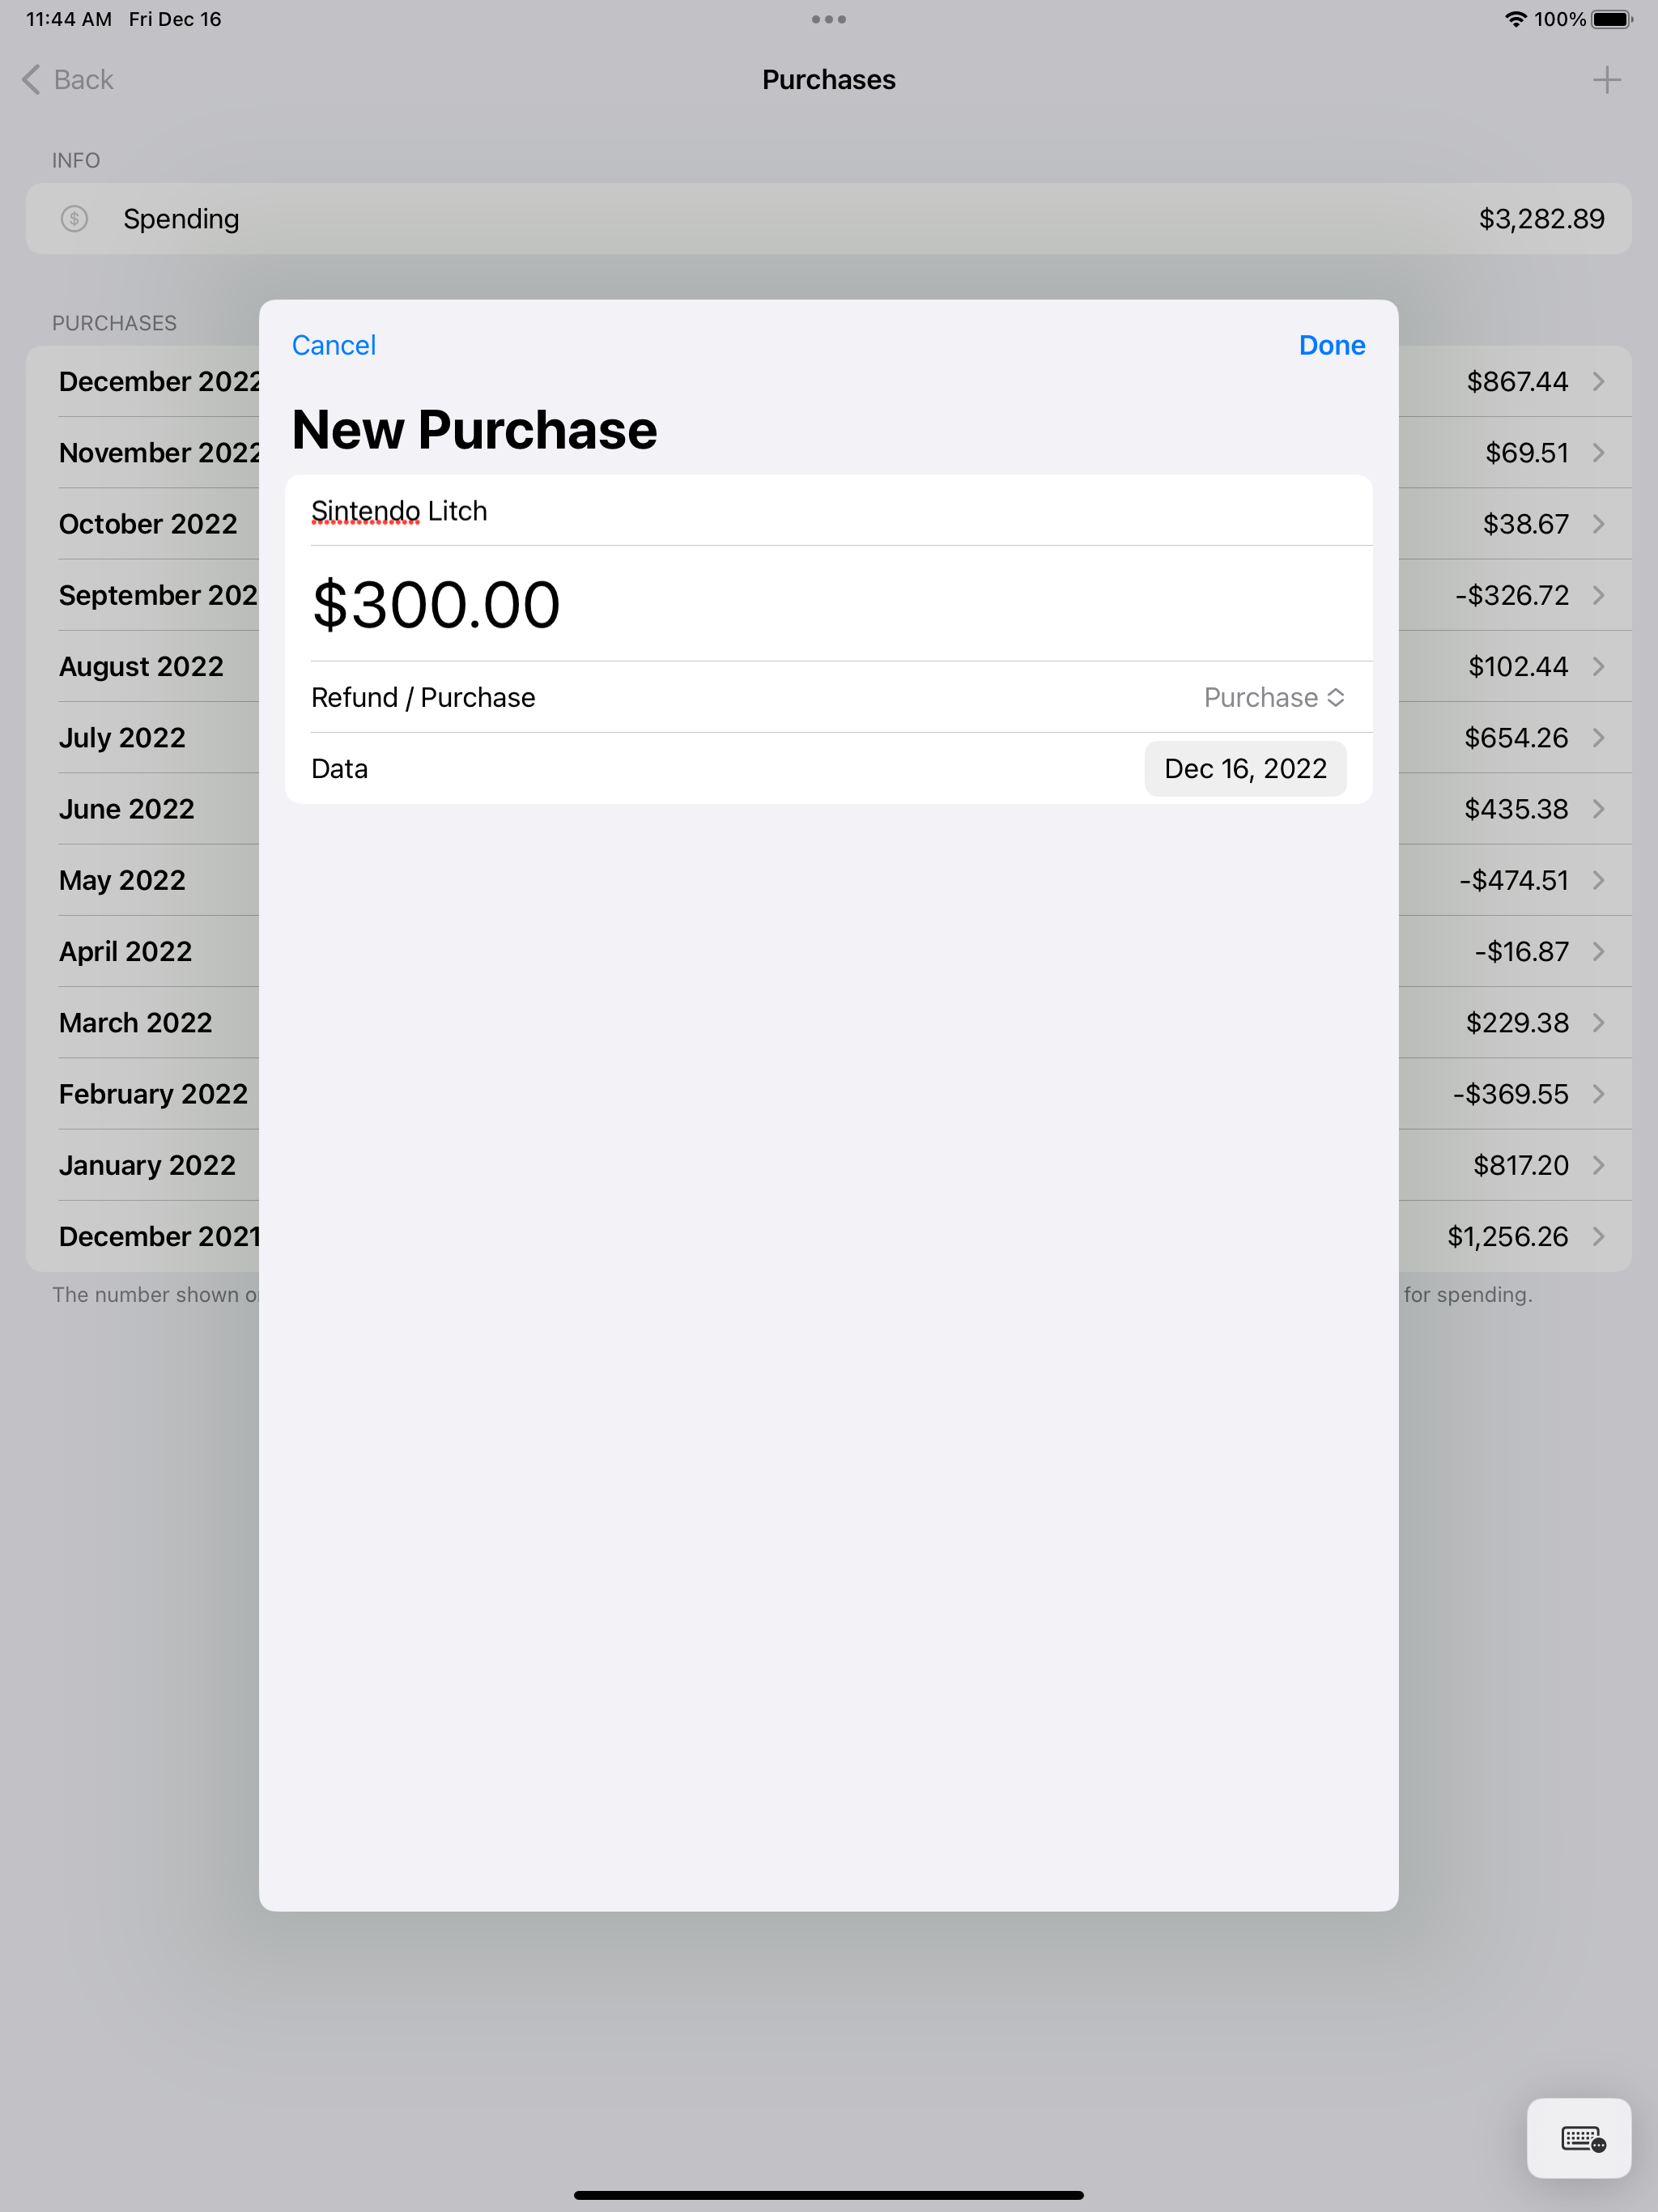 11:44 AM Fri Dec 16 100%
Back Purchases
INFO
$ Spending $3,282.89
PURCHASES
Cancel Done
December 2022 $867.44
New Purchase
November 2022 $69.51
Sintendo Litch
October 2022 $38.67
$300.00
September 202 -$326.72
August 2022 $102.44
Refund / Purchase Purchase
July 2022 $654.26
Data Dec 16, 2022
June 2022 $435.38
May 2022 -$474.51
April 2022 -$16.87
March 2022 $229.38
February 2022 -$369.55
January 2022 $817.20
December 2021 $1,256.26
The number shown for spending.